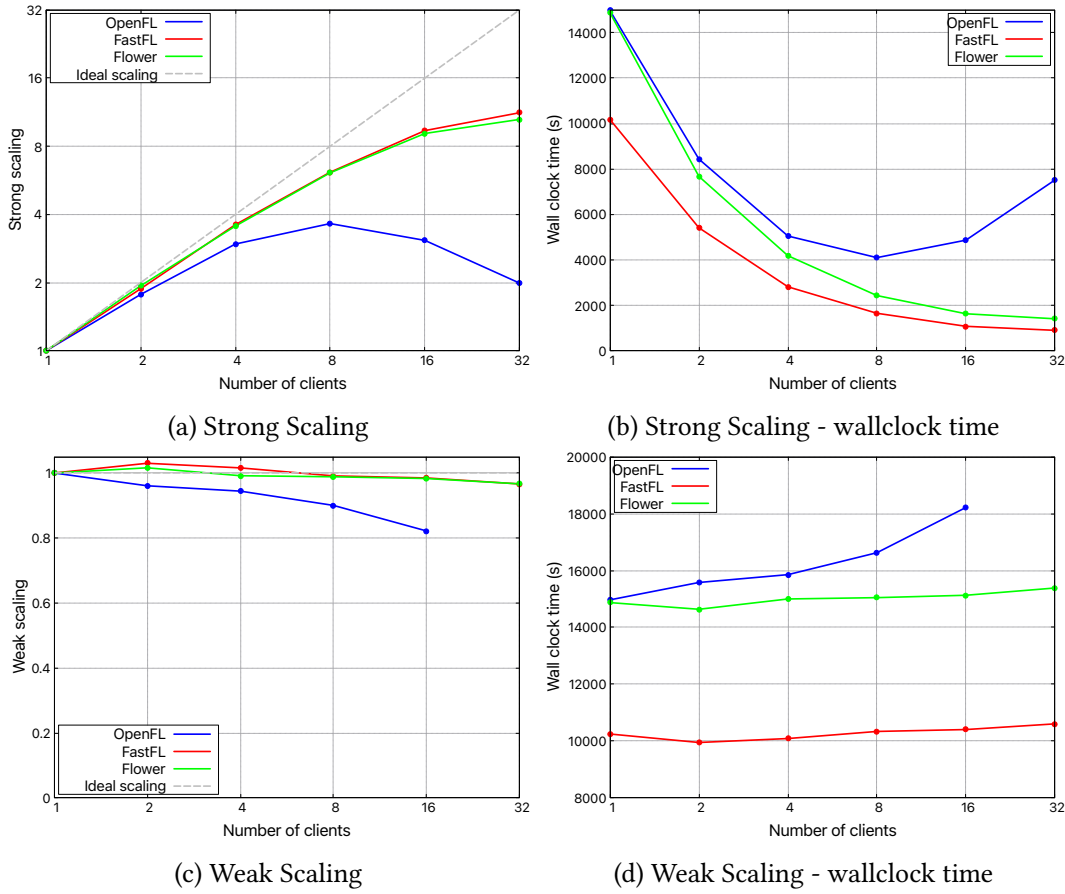 32
16
8
4
2
1
Strong scaling
OpenFL
FastFL
Flower
Ideal scaling
1 2 4 8 16 32
Number of clients
(a) Strong Scaling
14000
12000
10000
8000
6000
4000
2000
0
Wall clock time (s)
OpenFL
FastFL
Flower
1 2 4 8 16 32
Number of clients
(b) Strong Scaling - wallclock time
1
0.8
0.6
0.4
0.2
0
Weak scaling
OpenFL
FastFL
Flower
Ideal scaling
1 2 4 8 16 32
Number of clients
(c) Weak Scaling
20000
18000
16000
14000
12000
10000
8000
Wall clock time (s)
OpenFL
FastFL
Flower
1 2 4 8 16 32
Number of clients
(d) Weak Scaling - wallclock time